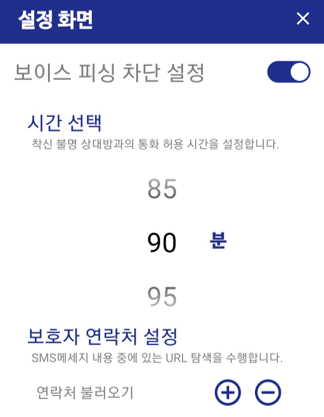 설정 화면
보이스 피싱 차단 설정
시간 선택
착신 불명 상대방과의 통화 허용 시간을 설정합니다.
85
90 분
95
보호자 연락처 설정
SMS메세지 내용 중에 있는 URL 탐색을 수행합니다.
연락처 불러오기